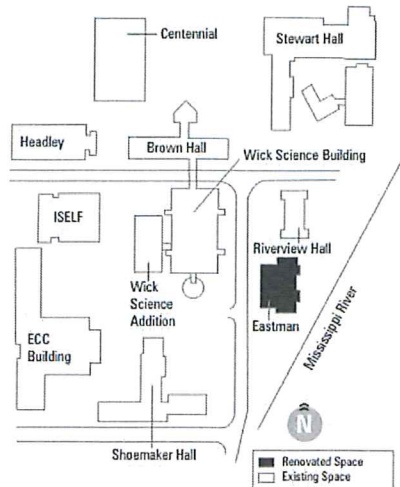 Centennial
Stewart Hall
Headley
Brown Hall
Wick Science Building
ISELF
Riverview Hall
Wick
Science
Addition
Eastman
ECC
Building
Mississippi River
Shoemaker Hall
N
Renovated Space
Existing Space